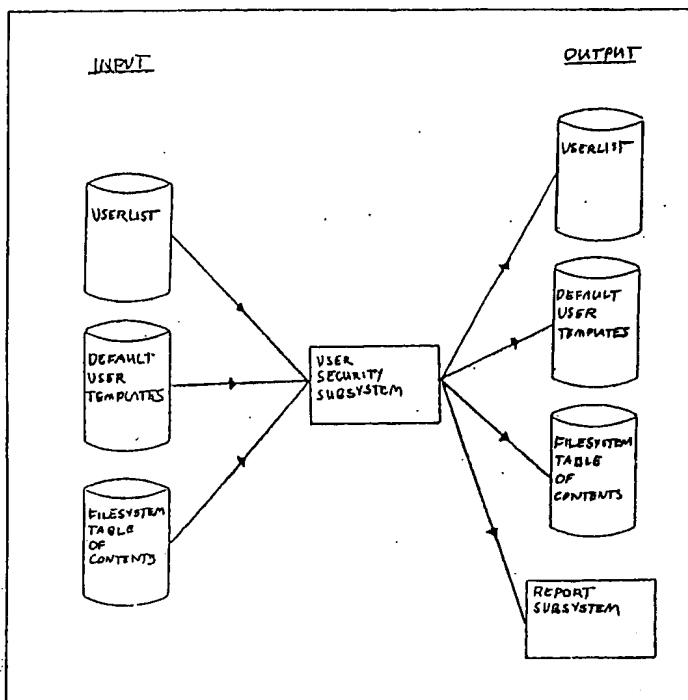 INPUT
OUTPUT
USERLIST
DEFAULT
USER
TEMPLATES
FILESYSTEM
TABLE
OF
CONTENTS
USER
SECURITY
SUBSYSTEM
USERLIST
DEFAULT
USER
TEMPLATES
FILESYSTEM
TABLE
OF
CONTENTS
REPORT
SUBSYSTEM